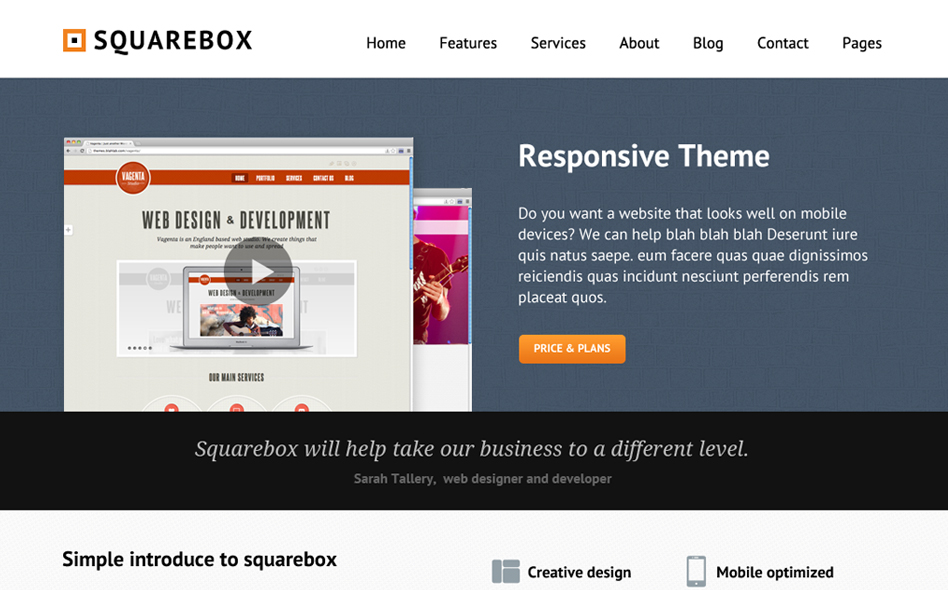 SQUAREBOX
Home Features Services About Blog Contact Pages
Responsive Theme
Do you want a website that looks well on mobile
devices? We can help blah blah blah Deserunt iure
quis natus saepe. eum facere quas quae dignissimos
reiciendis quas incidunt nesciunt perferendis rem
placeat quos.
PRICE & PLANS
VAGENTA
Studio
HOME PORTFOLIO SERVICES CONTACT US BLOG
WEB DESIGN & DEVELOPMENT
Vagenta is an England based web studio. We create things that
make people want to use and spread
WEB DESIGN + DEVELOPMENT
OUR MAIN SERVICES
Squarebox will help take our business to a different level.
Sarah Tallery, web designer and developer
Simple introduce to squarebox
Creative design
Mobile optimized